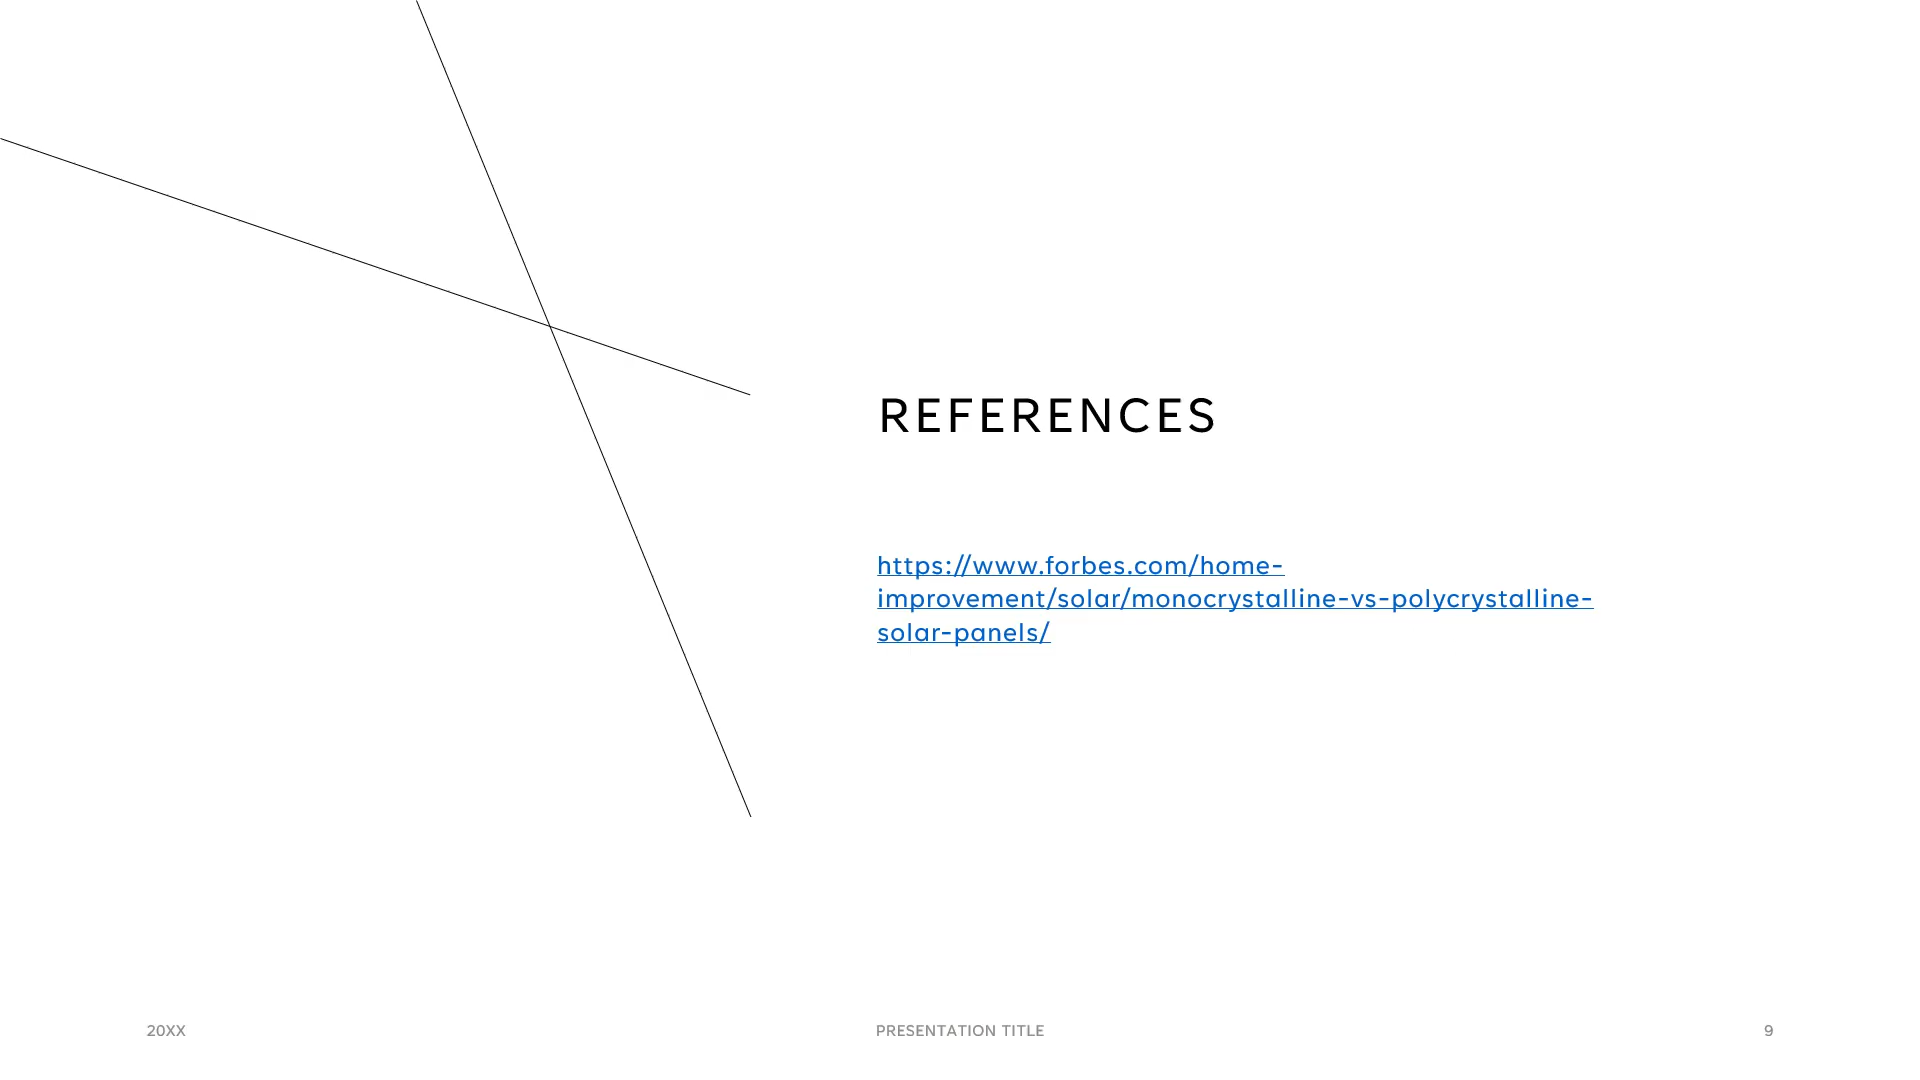 REFERENCES
https://www.forbes.com/home-
improvement/solar/monocrystalline-vs-polycrystalline-
solar-panels/
20XX
PRESENTATION TITLE
9